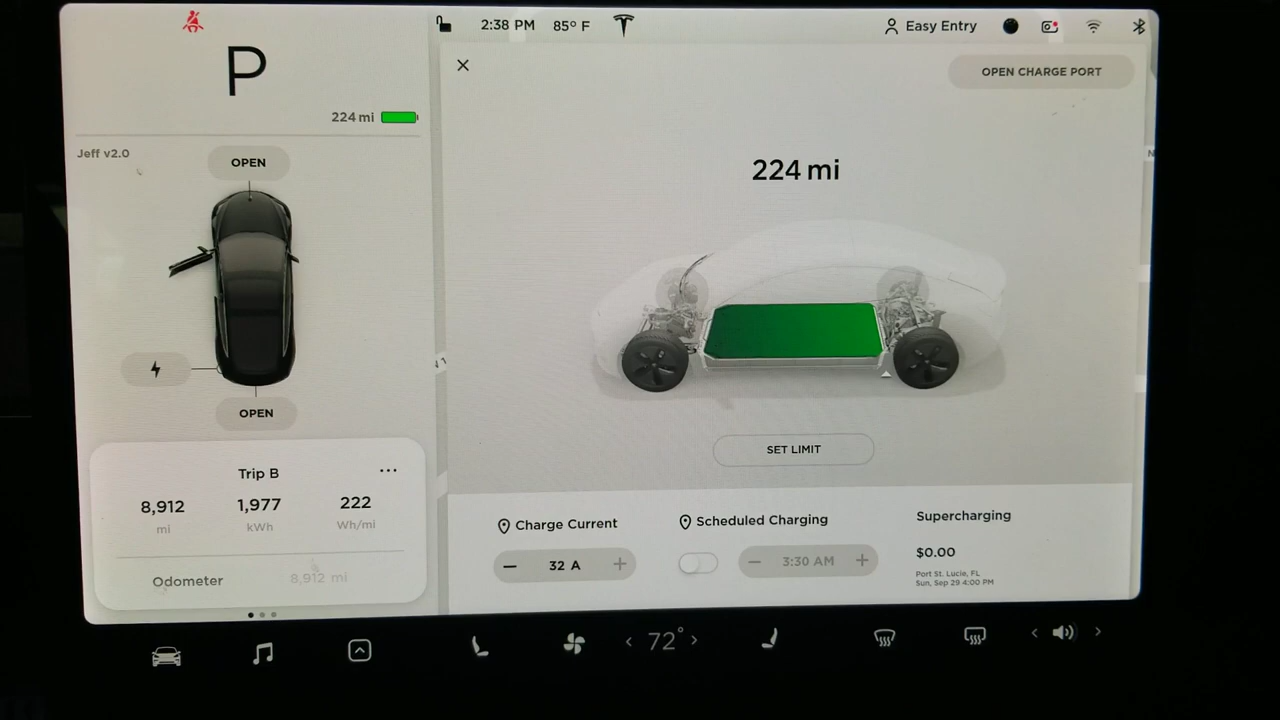 2:38 PM 85° F Easy Entry
P
224 mi
Jeff v2.0
OPEN
OPEN
Trip B ...
8,912 1,977 222
mi kWh Wh/mi
Odometer 8,912 mi
OPEN CHARGE PORT
224 mi
SET LIMIT
Charge Current Scheduled Charging Supercharging
− 32 A + − 3:30 AM + $0.00
Port St. Lucie, FL
Sun, Sep 29 4:00 PM
< 72° > < >